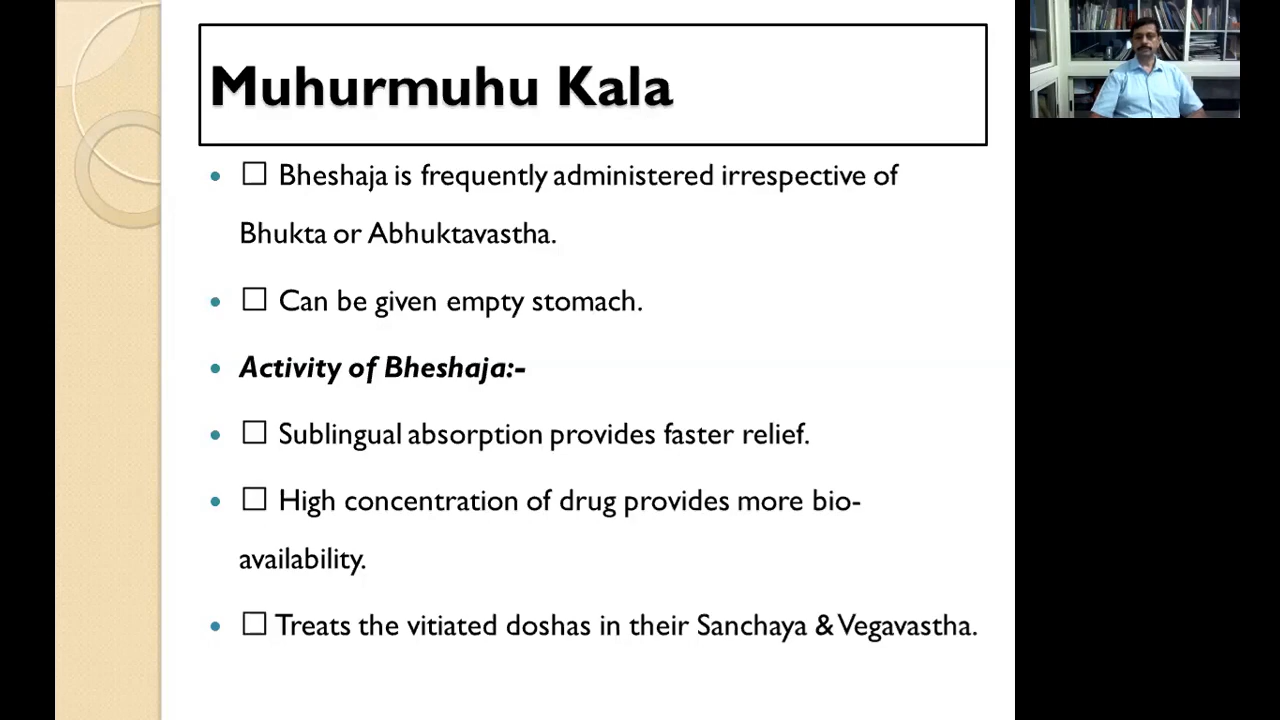 Muhurmuhu Kala
• ☐ Bheshaja is frequently administered irrespective of
Bhukta or Abhuktavastha.
• ☐ Can be given empty stomach.
• Activity of Bheshaja:-
• ☐ Sublingual absorption provides faster relief.
• ☐ High concentration of drug provides more bio-
availability.
• ☐ Treats the vitiated doshas in their Sanchaya & Vegavastha.